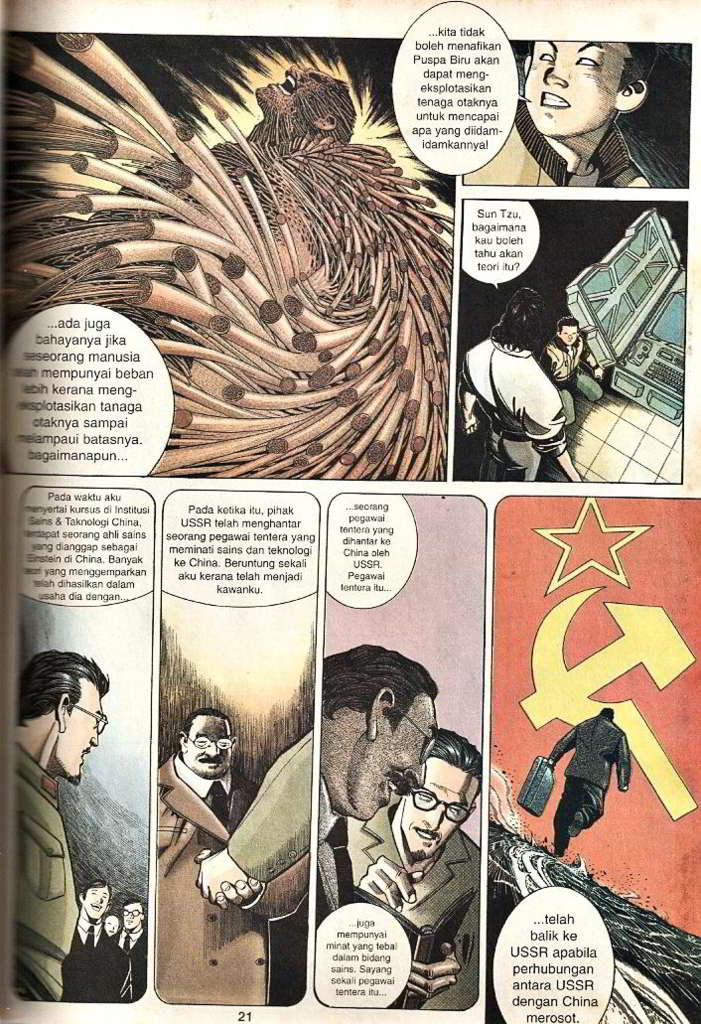 ...ada juga
bahayanya jika
seseorang manusia
mempunyai beban
lebih kerana meng-
eksplotasikan tanaga
otaknya sampai
melampaui batasnya.
bagaimanapun...
...kita tidak
boleh menafikan
Puspa Biru akan
dapat meng-
eksplotasikan
tenaga otaknya
untuk mencapai
apa yang diidam-
idamkannya!
Sun Tzu,
bagaimana
kau boleh
tahu akan
teori itu?
Pada waktu aku
menyertai kursus di Institusi
Sains & Taknologi China,
terdapat seorang ahli sains
yang dianggap sebagai
Einstein di China. Banyak
teori yang menggemparkan
telah dihasilkan dalam
usaha dia dengan...
Pada ketika itu, pihak
USSR telah menghantar
seorang pegawai tentera yang
meminati sains dan teknologi
ke China. Beruntung sekali
aku kerana telah menjadi
kawanku.
...seorang
pegawai
tentera yang
dihantar ke
China oleh
USSR.
Pegawai
tentera itu...
...juga
mempunyai
minat yang tebal
dalam bidang
sains. Sayang
sekali pegawai
tentera itu...
...telah
balik ke
USSR apabila
perhubungan
antara USSR
dengan China
merosot.
21